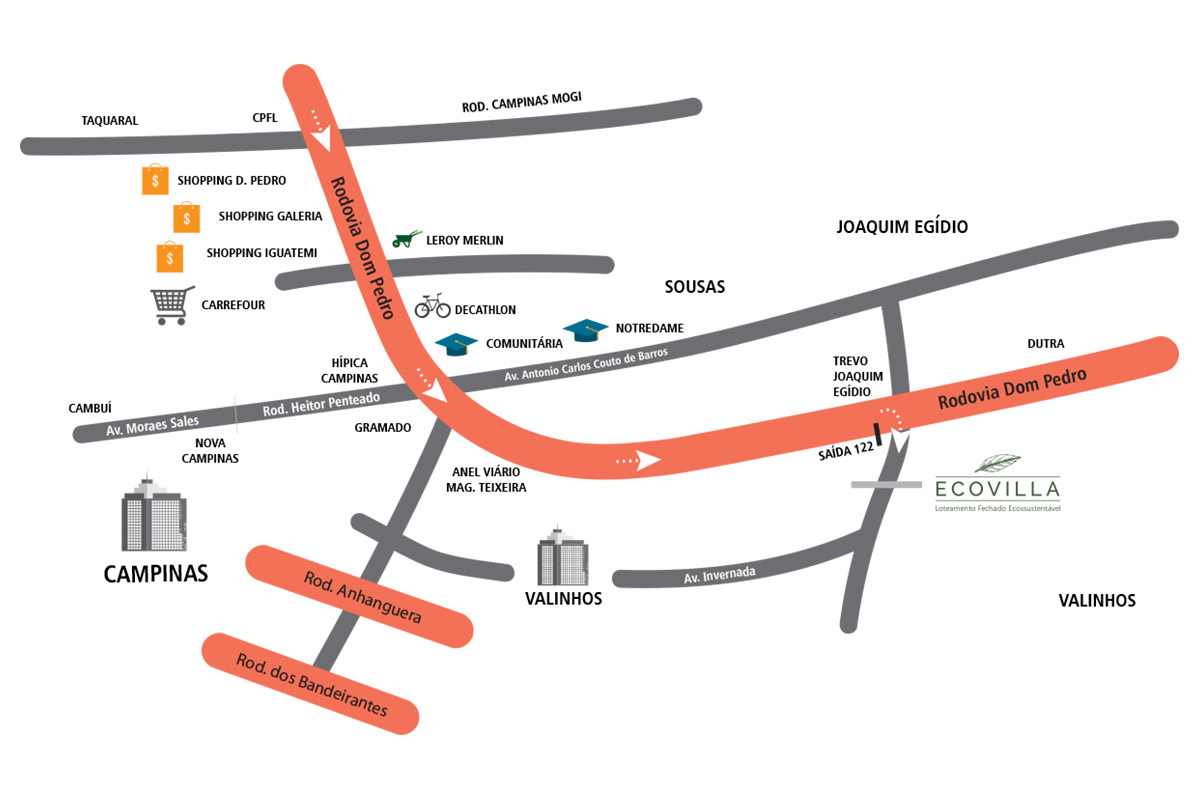 ROD. CAMPINAS MOGI
TAQUARAL
CPFL
SHOPPING D. PEDRO
SHOPPING GALERIA
SHOPPING IGUATEMI
CARREFOUR
Rodovia Dom Pedro
LEROY MERLIN
DECATHLON
COMUNITÁRIA
NOTREDAME
SOUSAS
JOAQUIM EGÍDIO
HÍPICA
CAMPINAS
Av. Antonio Carlos Couto de Barros
Rod. Heitor Penteado
CAMBUÍ
Av. Moraes Sales
NOVA
CAMPINAS
GRAMADO
TREVO
JOAQUIM
EGÍDIO
DUTRA
Rodovia Dom Pedro
SAÍDA 122
ANEL VIÁRIO
MAG. TEIXEIRA
ECOVILLA
Loteamento Fechado Ecossustentável
CAMPINAS
Rod. Anhanguera
Rod. dos Bandeirantes
VALINHOS
Av. Invernada
VALINHOS
$
$
$